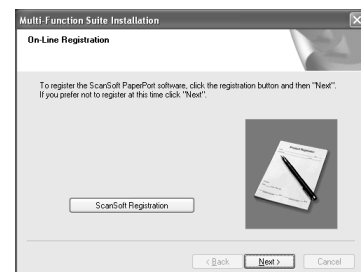 Multi-Function Suite Installation
On-Line Registration
To register the ScanSoft PaperPort software, click the registration button and then "Next".
If you prefer not to register at this time click "Next".
ScanSoft Registration
< Back
Next >
Cancel